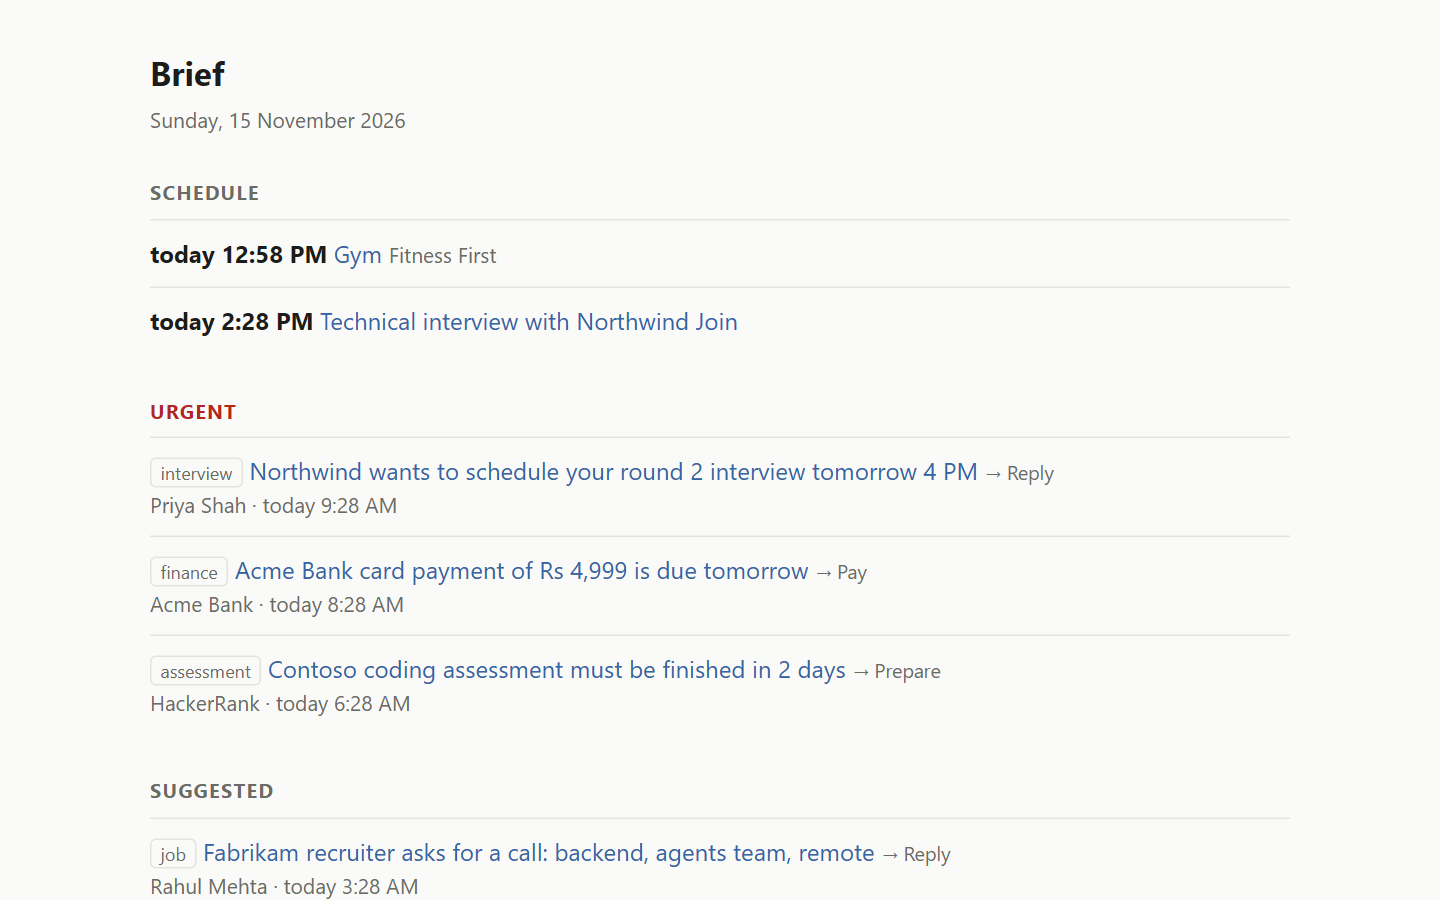 Brief
Sunday, 15 November 2026
SCHEDULE
today 12:58 PM Gym Fitness First
today 2:28 PM Technical interview with Northwind Join
URGENT
interview Northwind wants to schedule your round 2 interview tomorrow 4 PM → Reply
Priya Shah · today 9:28 AM
finance Acme Bank card payment of Rs 4,999 is due tomorrow → Pay
Acme Bank · today 8:28 AM
assessment Contoso coding assessment must be finished in 2 days → Prepare
HackerRank · today 6:28 AM
SUGGESTED
job Fabrikam recruiter asks for a call: backend, agents team, remote → Reply
Rahul Mehta · today 3:28 AM